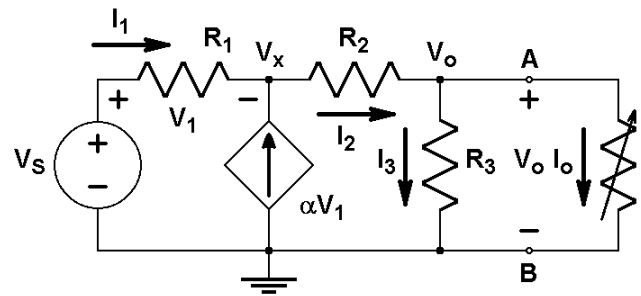 I1 R1 Vx R2 Vo A
+ V1 − I2 +
VS + − αV1 I3 R3 Vo Io
− B